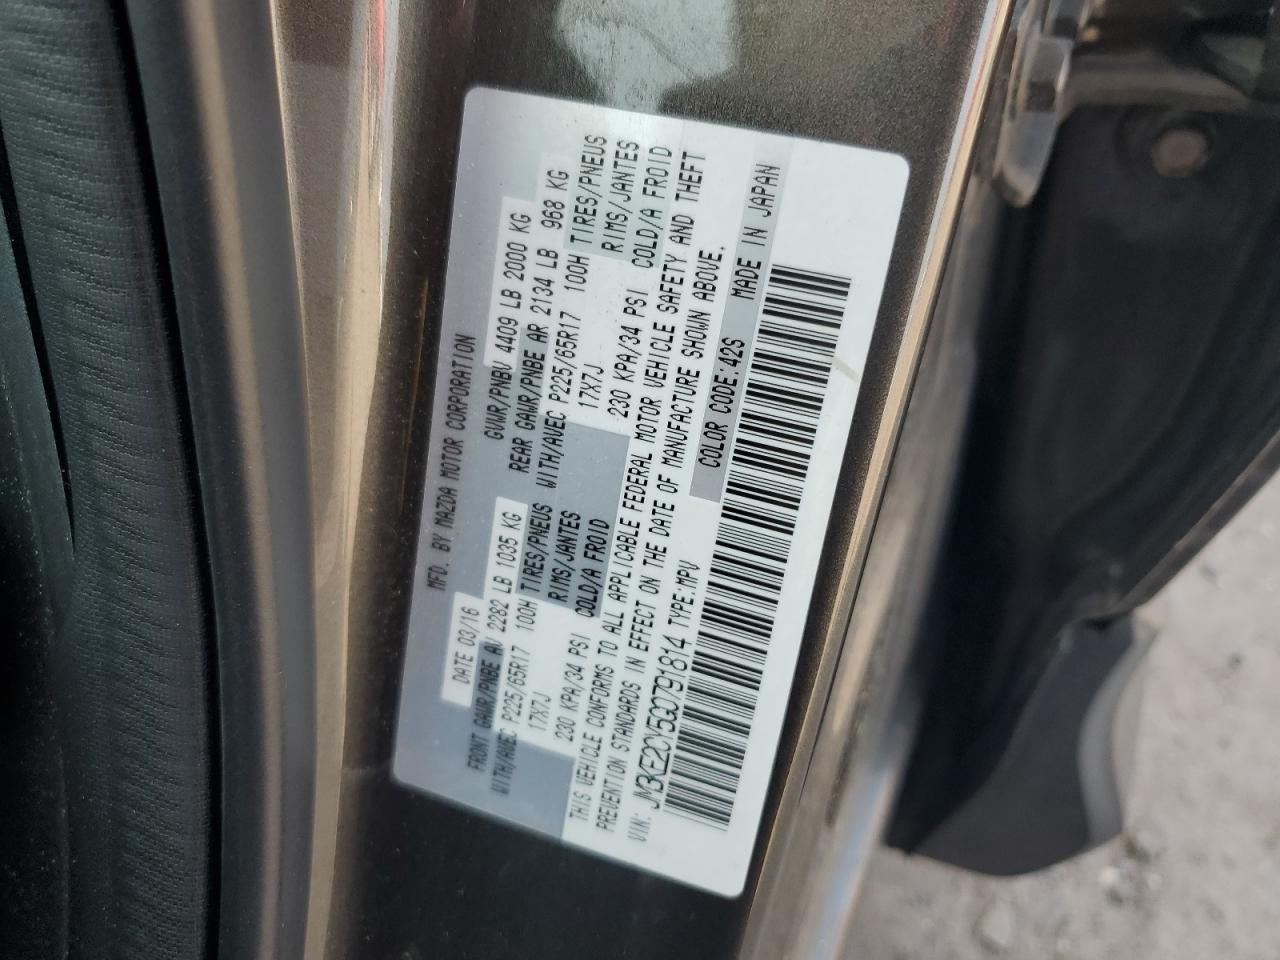 MFD. BY MAZDA MOTOR CORPORATION
DATE 03/16 GVWR/PNBV 4409 LB 2000 KG
FRONT GAWR/PNBE AV 2282 LB 1035 KG REAR GAWR/PNBE AR 2134 LB 968 KG
WITH/AVEC P225/65R17 100H TIRES/PNEUS WITH/AVEC P225/65R17 100H TIRES/PNEUS
17X7J RIMS/JANTES 17X7J RIMS/JANTES
230 KPA/34 PSI COLD/A FROID 230 KPA/34 PSI COLD/A FROID
THIS VEHICLE CONFORMS TO ALL APPLICABLE FEDERAL MOTOR VEHICLE SAFETY AND THEFT
PREVENTION STANDARDS IN EFFECT ON THE DATE OF MANUFACTURE SHOWN ABOVE.
VIN: JM3KE2CY5G0791814 TYPE:MPV COLOR CODE:42S MADE IN JAPAN